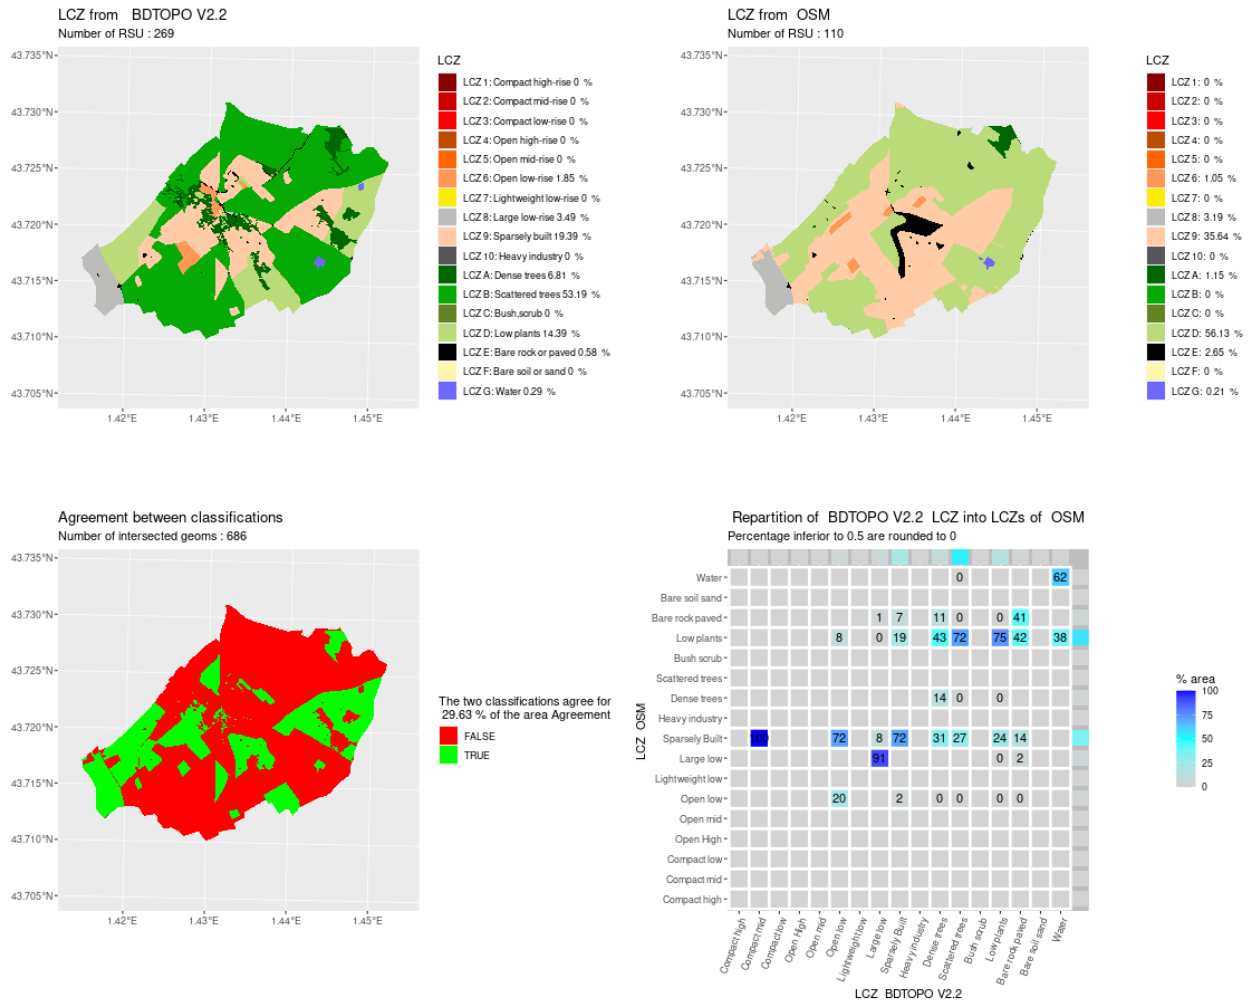 LCZ from BDTOPO V2.2
Number of RSU : 269
43.735°N
43.730°N
43.725°N
43.720°N
43.715°N
43.710°N
43.705°N
1.42°E
1.43°E
1.44°E
1.45°E
LCZ
LCZ 1: Compact high-rise 0 %
LCZ 2: Compact mid-rise 0 %
LCZ 3: Compact low-rise 0 %
LCZ 4: Open high-rise 0 %
LCZ 5: Open mid-rise 0 %
LCZ 6: Open low-rise 1.85 %
LCZ 7: Lightweight low-rise 0 %
LCZ 8: Large low-rise 3.49 %
LCZ 9: Sparsely built 19.39 %
LCZ 10: Heavy industry 0 %
LCZ A: Dense trees 6.81 %
LCZ B: Scattered trees 53.19 %
LCZ C: Bush,scrub 0 %
LCZ D: Low plants 14.39 %
LCZ E: Bare rock or paved 0.58 %
LCZ F: Bare soil or sand 0 %
LCZ G: Water 0.29 %
LCZ from OSM
Number of RSU : 110
43.735°N
43.730°N
43.725°N
43.720°N
43.715°N
43.710°N
43.705°N
1.42°E
1.43°E
1.44°E
1.45°E
LCZ
LCZ 1: 0 %
LCZ 2: 0 %
LCZ 3: 0 %
LCZ 4: 0 %
LCZ 5: 0 %
LCZ 6: 1.05 %
LCZ 7: 0 %
LCZ 8: 3.19 %
LCZ 9: 35.64 %
LCZ 10: 0 %
LCZ A: 1.15 %
LCZ B: 0 %
LCZ C: 0 %
LCZ D: 56.13 %
LCZ E: 2.65 %
LCZ F: 0 %
LCZ G: 0.21 %
Agreement between classifications
Number of intersected geoms : 686
43.735°N
43.730°N
43.725°N
43.720°N
43.715°N
43.710°N
43.705°N
1.42°E
1.43°E
1.44°E
1.45°E
The two classifications agree for
29.63 % of the area Agreement
FALSE
TRUE
Repartition of BDTOPO V2.2 LCZ into LCZs of OSM
Percentage inferior to 0.5 are rounded to 0
LCZ OSM
Water 0 62
Bare soil sand
Bare rock paved 1 7 11 0 0 41
Low plants 8 0 19 43 72 75 42 38
Bush scrub
Scattered trees
Dense trees 14 0 0
Heavy industry
Sparsely Built 100 72 8 72 31 27 24 14
Large low 91 0 2
Lightweight low
Open low 20 2 0 0 0 0
Open mid
Open High
Compact low
Compact mid
Compact high
Compact high
Compact mid
Compact low
Open High
Open mid
Open low
Lightweight low
Large low
Sparsely Built
Heavy industry
Dense trees
Scattered trees
Bush scrub
Low plants
Bare rock paved
Bare soil sand
Water
LCZ BDTOPO V2.2
% area
100
75
50
25
0